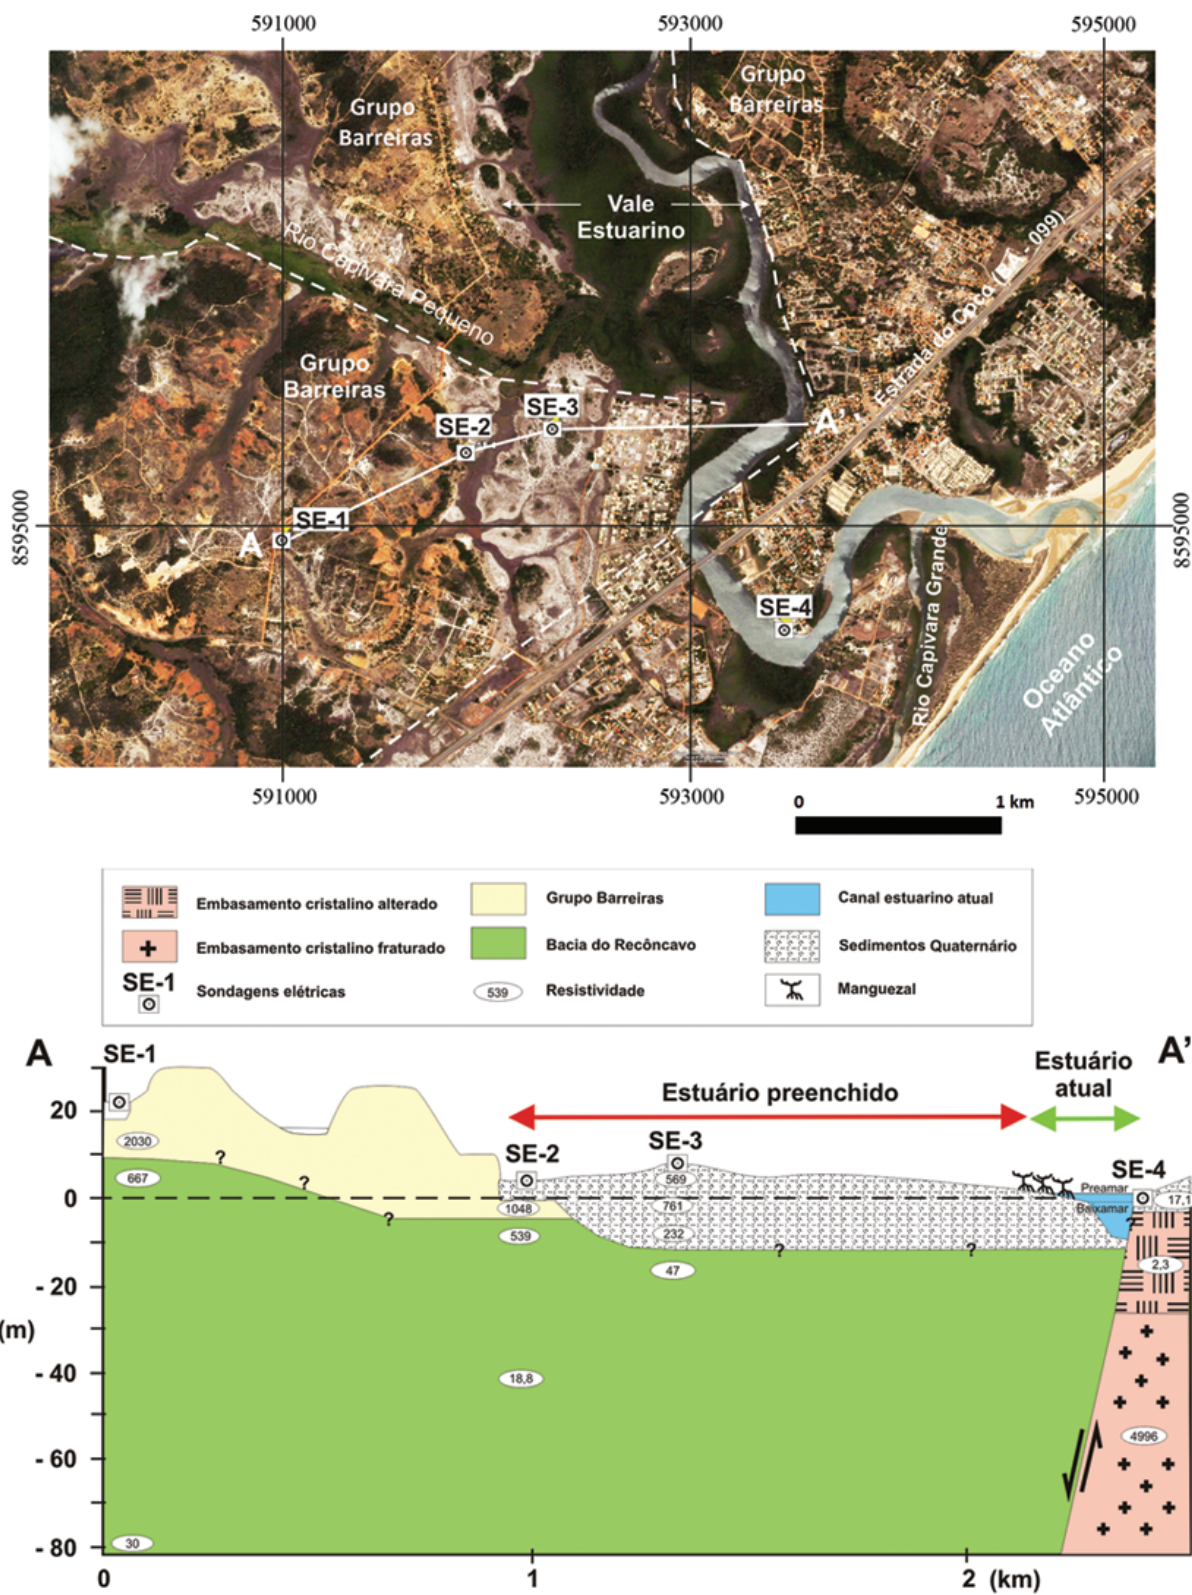 591000
593000
595000
Grupo
Barreiras
Grupo
Barreiras
Vale
Estuarino
Rio Capivara Pequeno
Estrada do Coco (
099)
Grupo
Barreiras
SE-3
SE-2
A'
SE-1
A
8595000
8595000
SE-4
Rio Capivara Grande
Oceano
Atlântico
591000
593000
595000
0
1 km
Embasamento cristalino alterado
Grupo Barreiras
Canal estuarino atual
Embasamento cristalino fraturado
Bacia do Recôncavo
Sedimentos Quaternário
SE-1
Sondagens elétricas
539
Resistividade
Manguezal
A
SE-1
Estuário
atual
A'
Estuário preenchido
20
2030
667
?
?
?
SE-2
SE-3
569
SE-4
Preamar
Baixamar
17,1
0
1048
761
539
232
?
?
?
47
2,3
- 20
(m)
- 40
18,8
4996
- 60
- 80
30
0
1
2
(km)